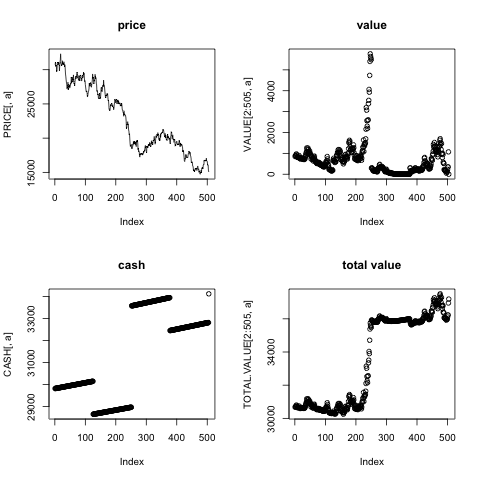 price
PRICE[, a]
15000
25000
0
100
200
300
400
500
Index
value
VALUE[2:505, a]
0
2000
4000
0
100
200
300
400
500
Index
cash
CASH[, a]
29000
31000
33000
0
100
200
300
400
500
Index
total value
TOTAL.VALUE[2:505, a]
30000
34000
0
100
200
300
400
500
Index